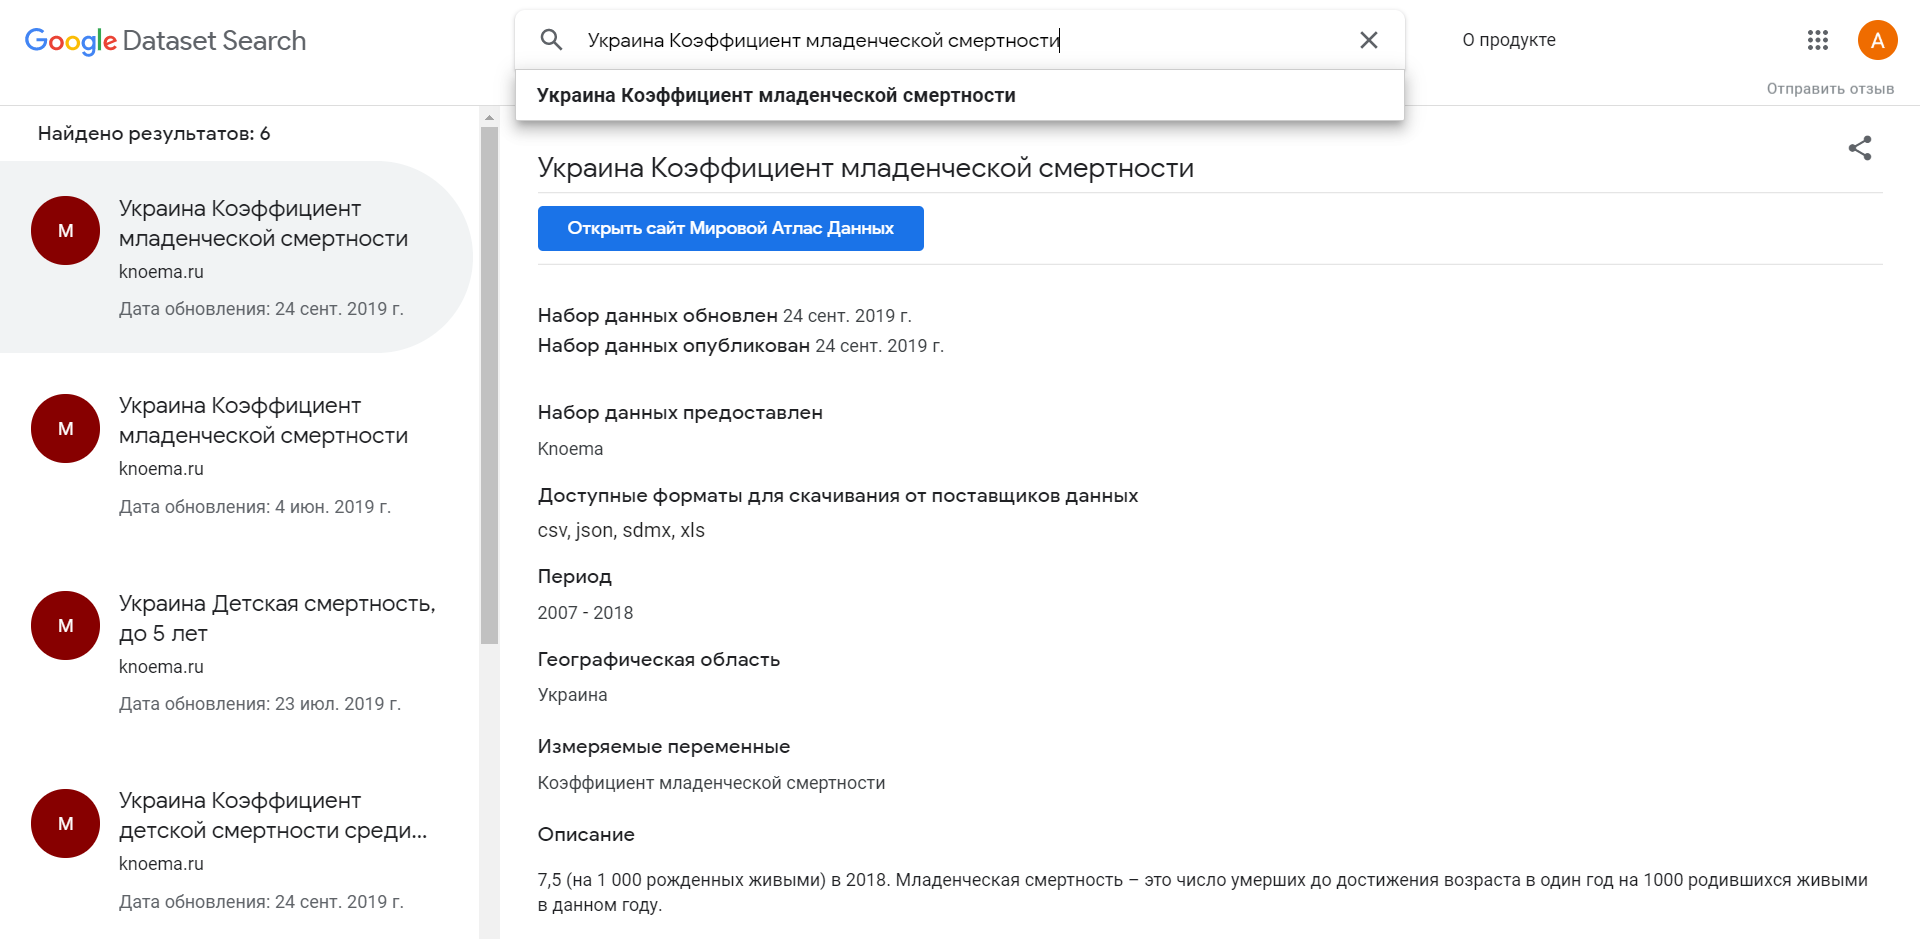 Google Dataset Search
Украина Коэффициент младенческой смертности
О продукте
А
Украина Коэффициент младенческой смертности
Отправить отзыв
Найдено результатов: 6
М
Украина Коэффициент
младенческой смертности
knoema.ru
Дата обновления: 24 сент. 2019 г.
М
Украина Коэффициент
младенческой смертности
knoema.ru
Дата обновления: 4 июн. 2019 г.
М
Украина Детская смертность,
до 5 лет
knoema.ru
Дата обновления: 23 июл. 2019 г.
М
Украина Коэффициент
детской смертности среди...
knoema.ru
Дата обновления: 24 сент. 2019 г.
Украина Коэффициент младенческой смертности
Открыть сайт Мировой Атлас Данных
Набор данных обновлен 24 сент. 2019 г.
Набор данных опубликован 24 сент. 2019 г.
Набор данных предоставлен
Knoema
Доступные форматы для скачивания от поставщиков данных
csv, json, sdmx, xls
Период
2007 - 2018
Географическая область
Украина
Измеряемые переменные
Коэффициент младенческой смертности
Описание
7,5 (на 1 000 рожденных живыми) в 2018. Младенческая смертность – это число умерших до достижения возраста в один год на 1000 родившихся живыми
в данном году.